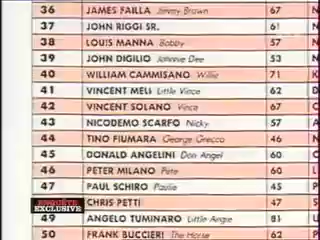 36 JAMES FAILLA Jimmy Brown 67 N
37 JOHN RIGGI SR. 61 N
38 LOUIS MANNA Bobby 57 N
39 JOHN DIGILIO Johnnie Dee 53 N
40 WILLIAM CAMMISANO Willie 71 K
41 VINCENT MELI Little Vince 62 D
42 VINCENT SOLANO Vince 67 C
43 NICODEMO SCARFO Nicky 57 A
44 TINO FIUMARA George Grecco 46 N
45 DONALD ANGELINI Don Angel 60 C
46 PETER MILANO Pete 60 L
47 PAUL SCHIRO Paulie 45 P
CHRIS PETTI 47 S
49 ANGELO TUMINARO Little Angie 81
50 FRANK BUCCIERI The Horse 62 P
ENQUÊTE
EXCLUSIVE